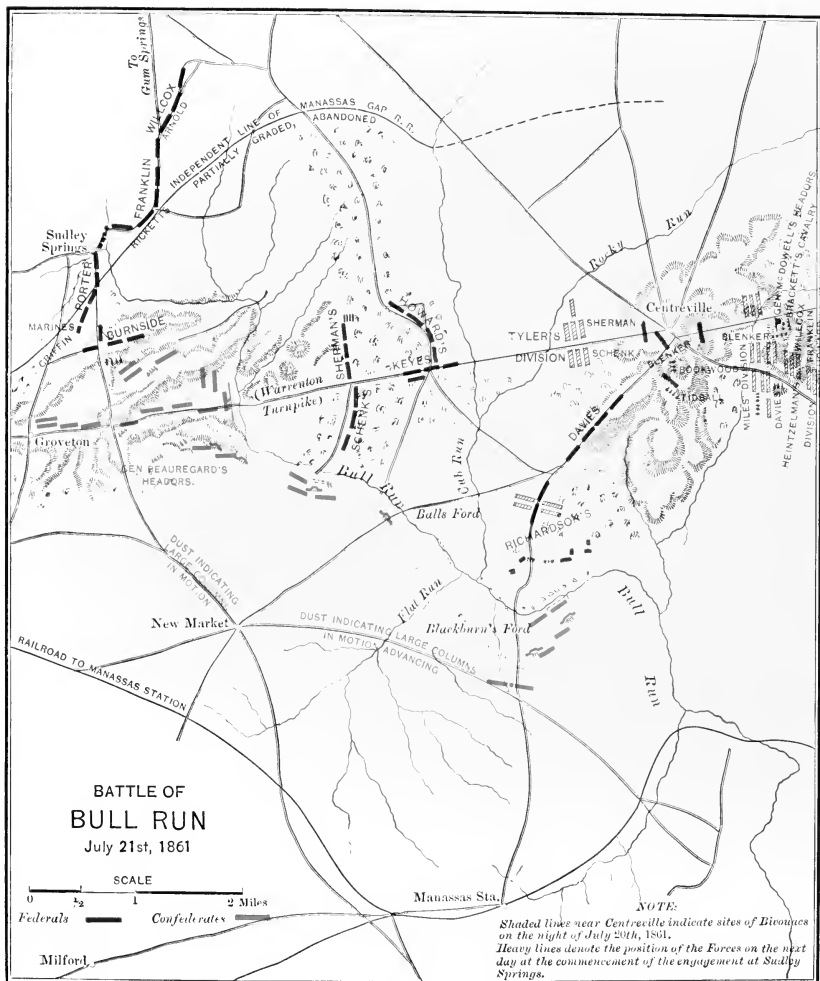 To
Gum Springs
WILLCOX
ARNOLD
FRANKLIN
RICKETTS
INDEPENDENT LINE OF MANASSAS GAP R.R.
PARTIALLY GRADED, ABANDONED
Sudley
Springs
PORTER
MARINES
GRIFFIN
BURNSIDE
SHERMAN'S
HOWARD'S
KEYES
SCHENK'S
(Warrenton
Turnpike)
Groveton
GEN BEAUREGARD'S
HEADQRS.
Rocky Run
Centreville
TYLER'S
DIVISION
SHERMAN
SCHENK
BLENKER
BLENKER
BOOKWOOD
TIDBALL
MILES' DIVISION
DAVIES
GEN McDOWELL'S HEADQRS
BRACKETT'S CAVALRY
HEINTZELMAN'S
WILLCOX
FRANKLIN
DIVISION
DAVIES
RICHARDSON'S
Cub Run
Bull Run
Balls Ford
Flat Run
Blackburn's Ford
Bull
Run
DUST INDICATING
LARGE COLUMN
IN MOTION
New Market
DUST INDICATING LARGE COLUMNS
IN MOTION ADVANCING
RAILROAD TO MANASSAS STATION
BATTLE OF
BULL RUN
July 21st, 1861
SCALE
0 ½ 1 2 Miles
Federals Confederates
Manassas Sta.
Milford
NOTE:
Shaded lines near Centreville indicate sites of Bivouacs
on the night of July 20th, 1861.
Heavy lines denote the position of the Forces on the next
day at the commencement of the engagement at Sudley
Springs.